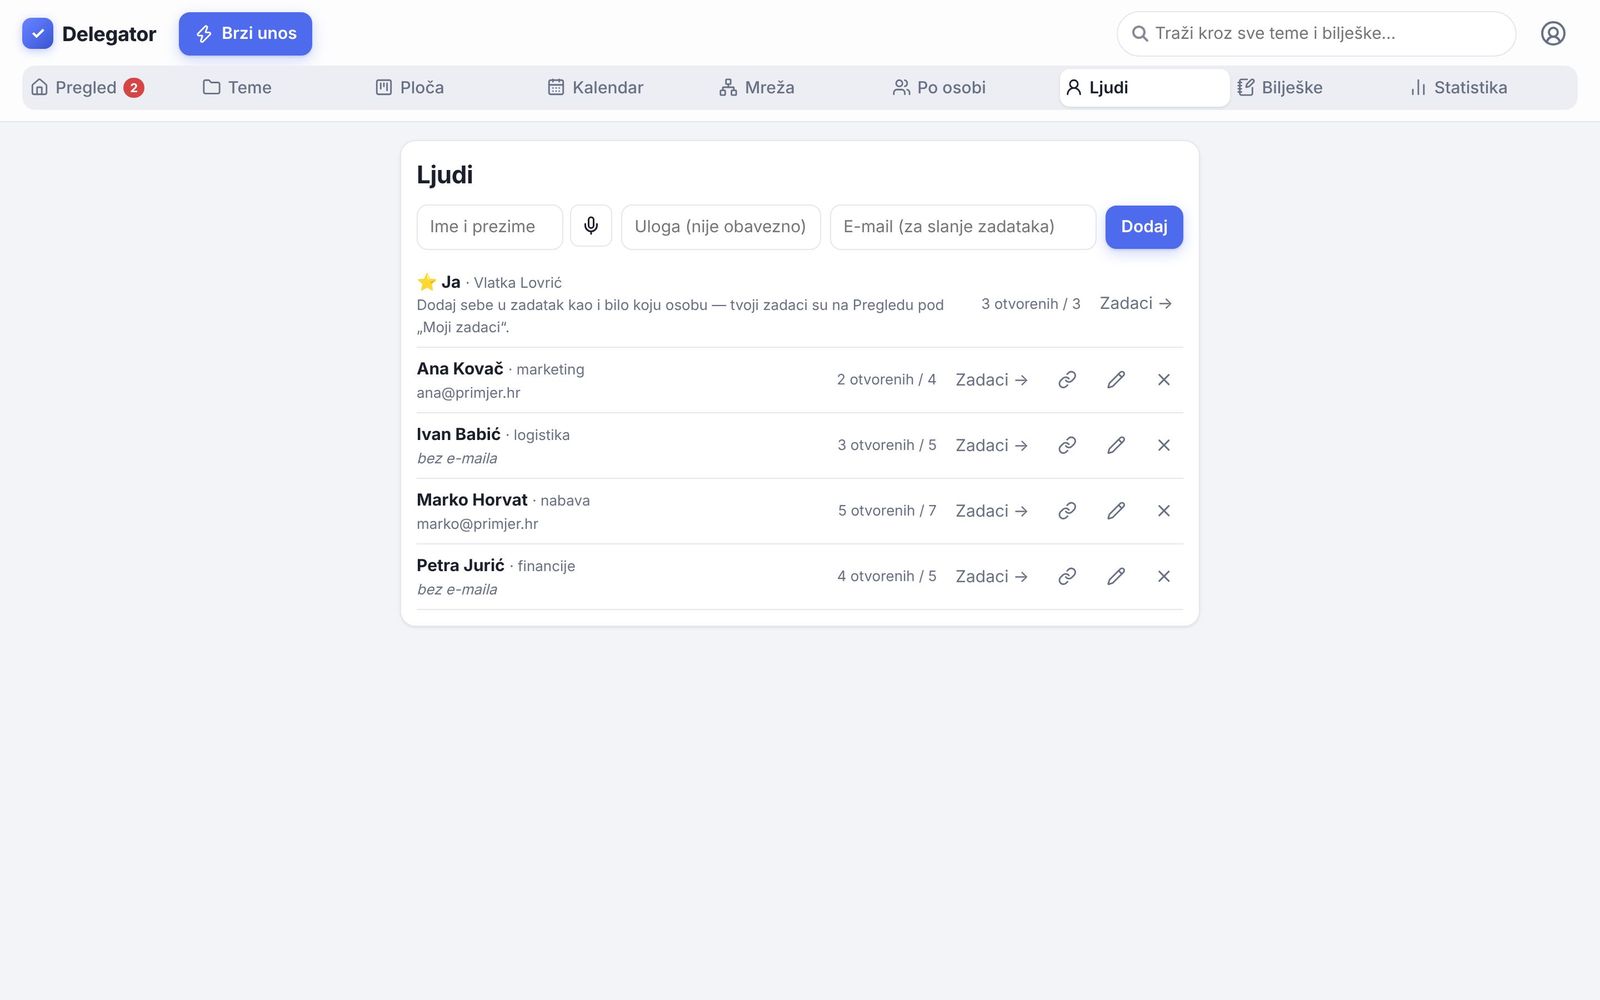 Delegator
Brzi unos
Traži kroz sve teme i bilješke...
Pregled 2
Teme
Ploča
Kalendar
Mreža
Po osobi
Ljudi
Bilješke
Statistika
Ljudi
Ime i prezime
Uloga (nije obavezno)
E-mail (za slanje zadataka)
Dodaj
⭐ Ja · Vlatka Lovrić
Dodaj sebe u zadatak kao i bilo koju osobu — tvoji zadaci su na Pregledu pod
„Moji zadaci“.
3 otvorenih / 3
Zadaci →
Ana Kovač · marketing
ana@primjer.hr
2 otvorenih / 4
Zadaci →
Ivan Babić · logistika
bez e-maila
3 otvorenih / 5
Zadaci →
Marko Horvat · nabava
marko@primjer.hr
5 otvorenih / 7
Zadaci →
Petra Jurić · financije
bez e-maila
4 otvorenih / 5
Zadaci →